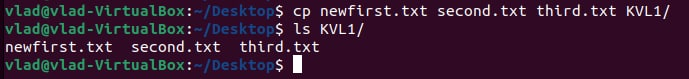 vlad@vlad-VirtualBox:~/Desktop$ cp newfirst.txt second.txt third.txt KVL1/
vlad@vlad-VirtualBox:~/Desktop$ ls KVL1/
newfirst.txt  second.txt  third.txt
vlad@vlad-VirtualBox:~/Desktop$